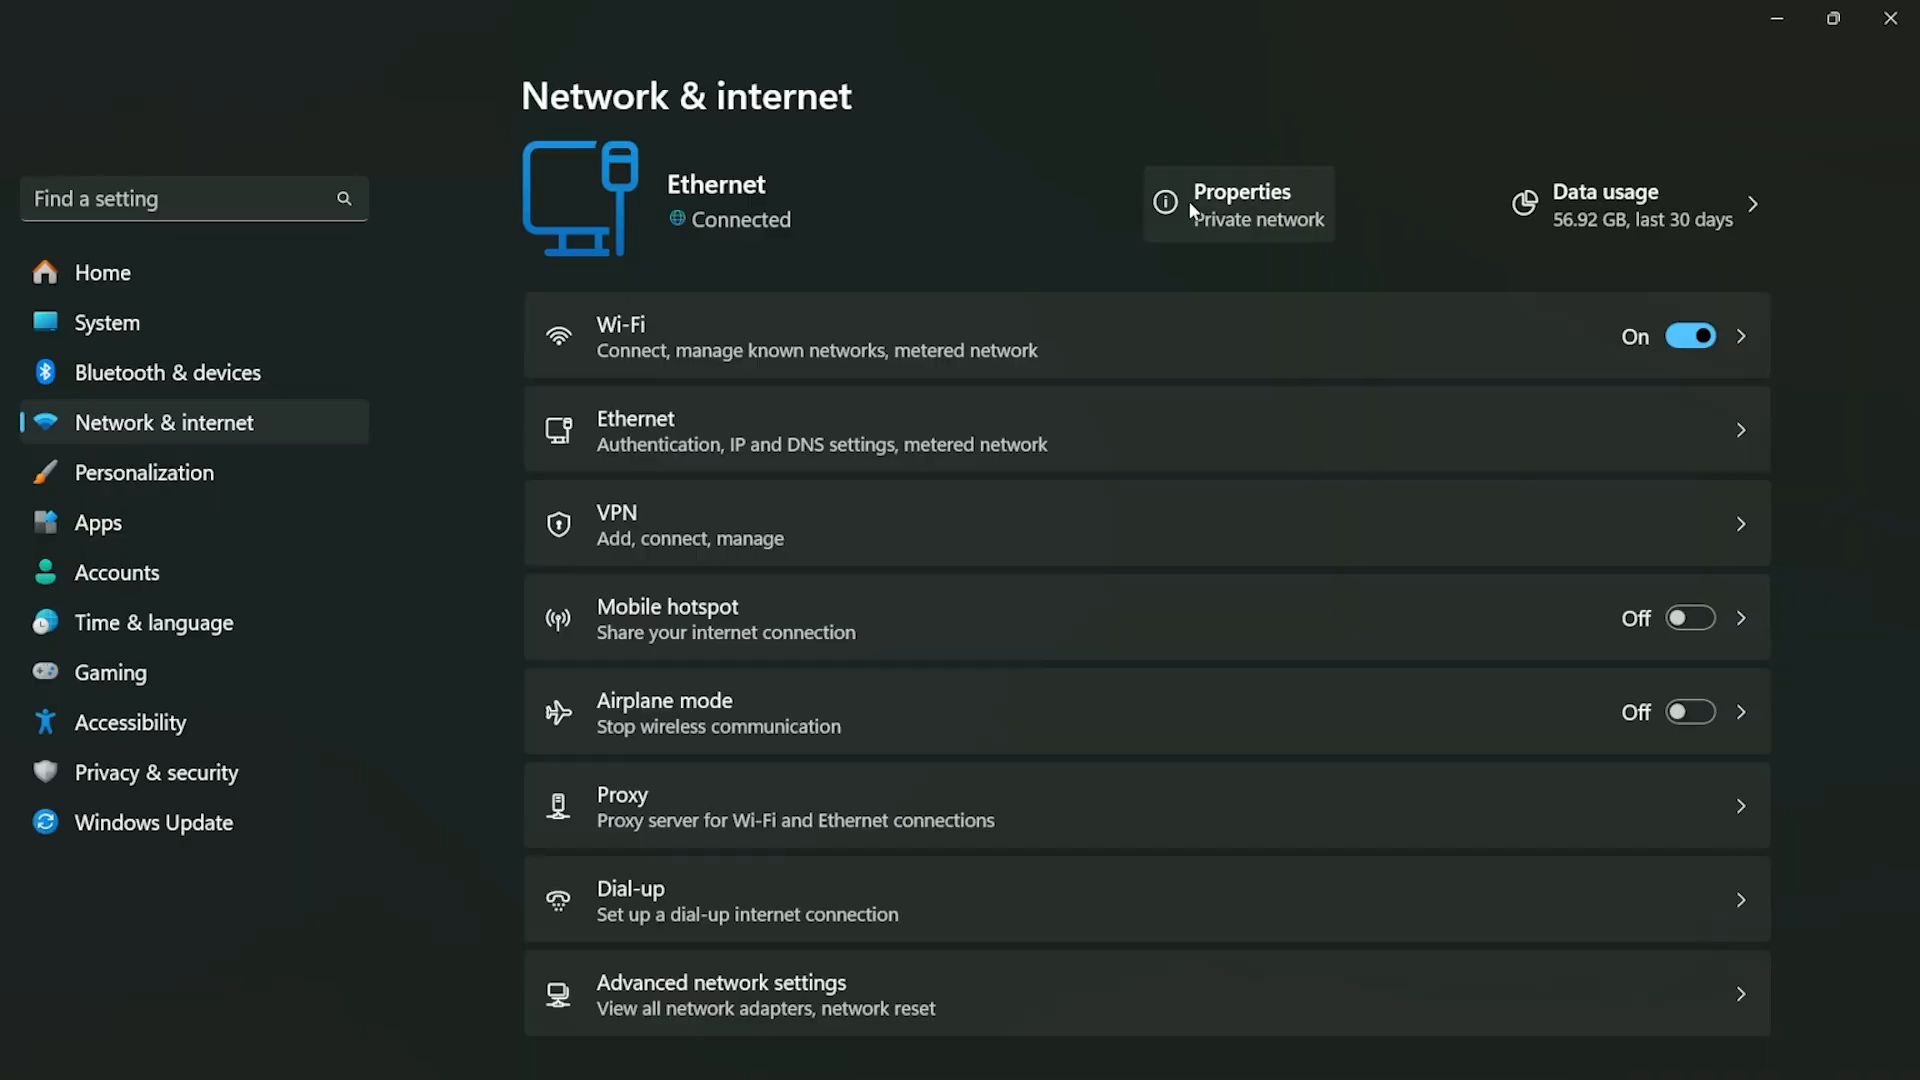 Network & internet
Ethernet
Connected
Properties
Private network
Data usage
56.92 GB, last 30 days
Find a setting
Home
System
Bluetooth & devices
Network & internet
Personalization
Apps
Accounts
Time & language
Gaming
Accessibility
Privacy & security
Windows Update
Wi-Fi
Connect, manage known networks, metered network
On
Ethernet
Authentication, IP and DNS settings, metered network
VPN
Add, connect, manage
Mobile hotspot
Share your internet connection
Off
Airplane mode
Stop wireless communication
Off
Proxy
Proxy server for Wi-Fi and Ethernet connections
Dial-up
Set up a dial-up internet connection
Advanced network settings
View all network adapters, network reset